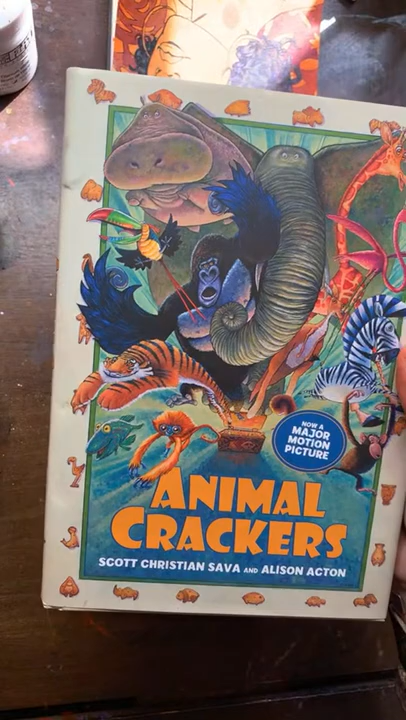 NOW A
MAJOR
MOTION
PICTURE
ANIMAL
CRACKERS
SCOTT CHRISTIAN SAVA AND ALISON ACTON